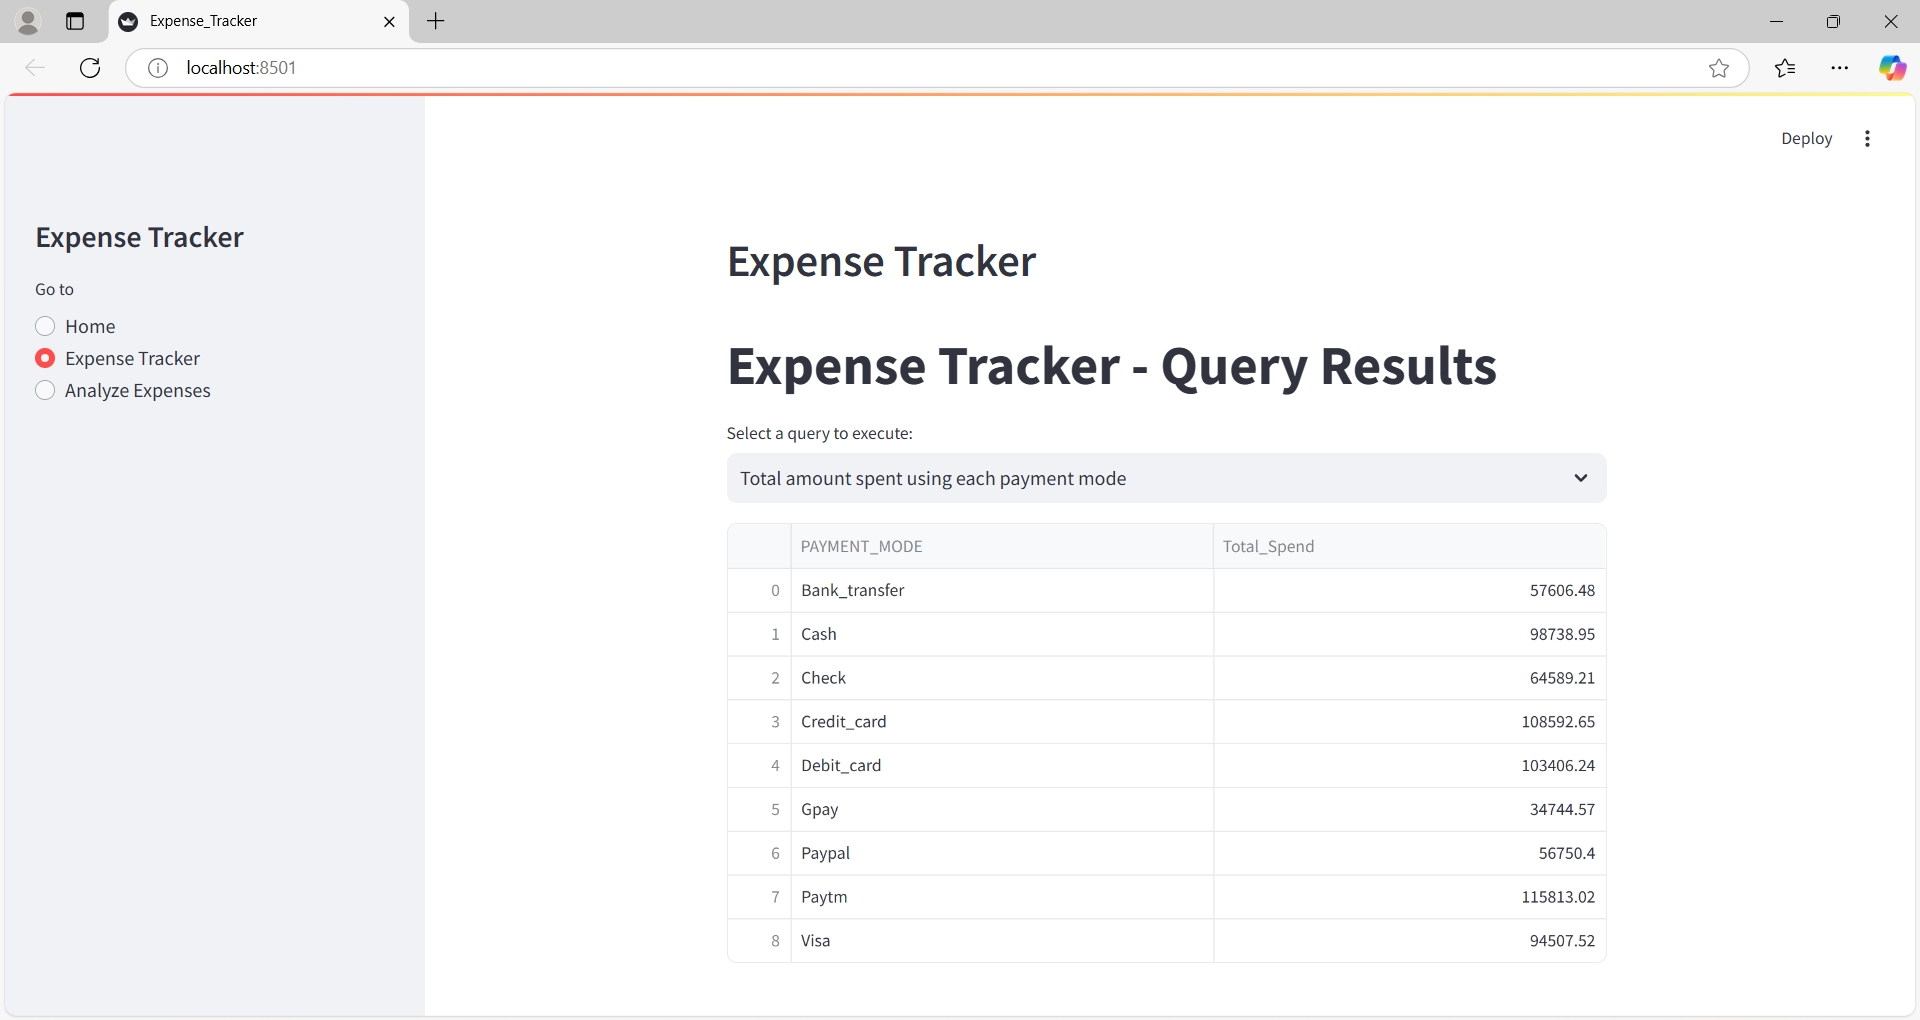 Expense_Tracker
localhost:8501
Deploy
Expense Tracker
Go to
Home
Expense Tracker
Analyze Expenses
Expense Tracker
Expense Tracker - Query Results
Select a query to execute:
Total amount spent using each payment mode
PAYMENT_MODE Total_Spend
0 Bank_transfer 57606.48
1 Cash 98738.95
2 Check 64589.21
3 Credit_card 108592.65
4 Debit_card 103406.24
5 Gpay 34744.57
6 Paypal 56750.4
7 Paytm 115813.02
8 Visa 94507.52